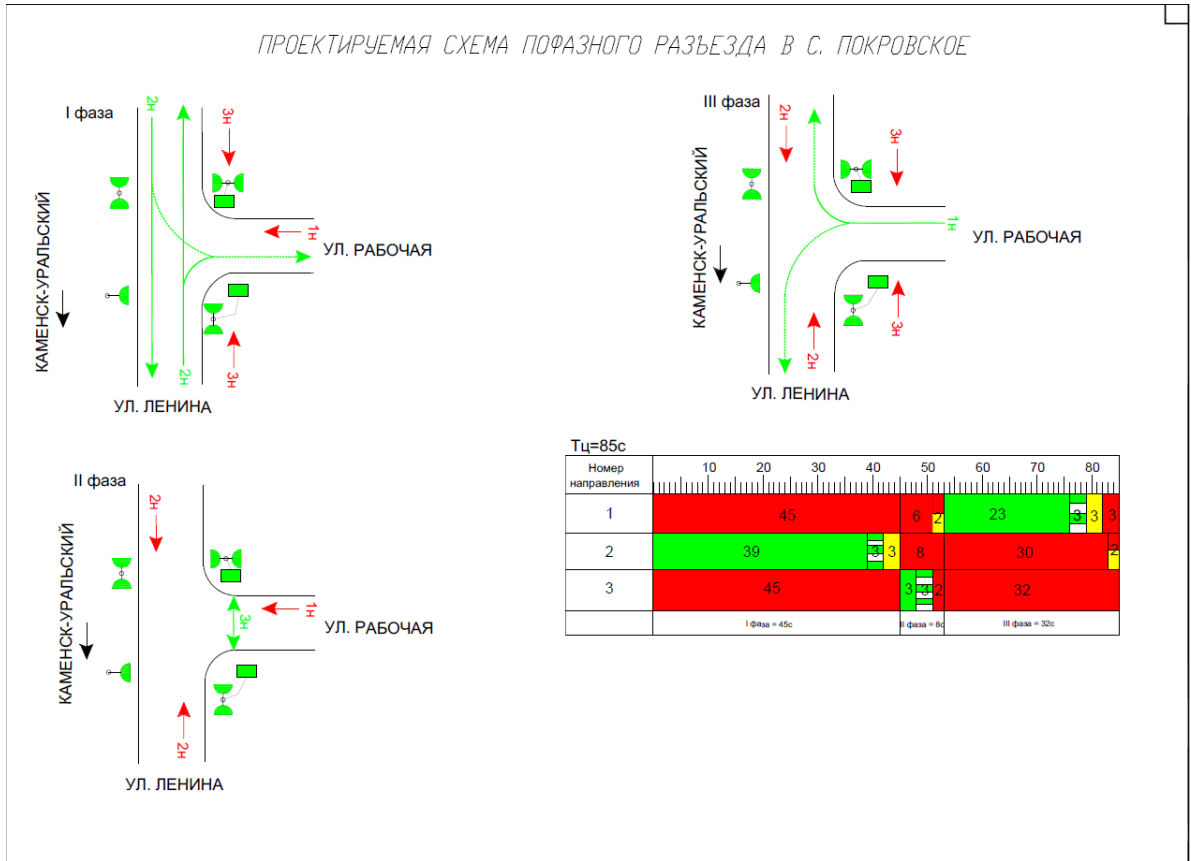 ПРОЕКТИРУЕМАЯ СХЕМА ПОФАЗНОГО РАЗЪЕЗДА В С. ПОКРОВСКОЕ
I фаза
2н
3н
1н
УЛ. РАБОЧАЯ
КАМЕНСК-УРАЛЬСКИЙ
2н
3н
УЛ. ЛЕНИНА
III фаза
2н
3н
1н
УЛ. РАБОЧАЯ
КАМЕНСК-УРАЛЬСКИЙ
2н
3н
УЛ. ЛЕНИНА
II фаза
2н
1н
3н
УЛ. РАБОЧАЯ
КАМЕНСК-УРАЛЬСКИЙ
2н
УЛ. ЛЕНИНА
Тц=85с
Номер направления 10 20 30 40 50 60 70 80
1 45 6 2 23 3 3 3
2 39 3 3 8 30 2
3 45 3 3 2 32
I фаза = 45с II фаза = 8с III фаза = 32с